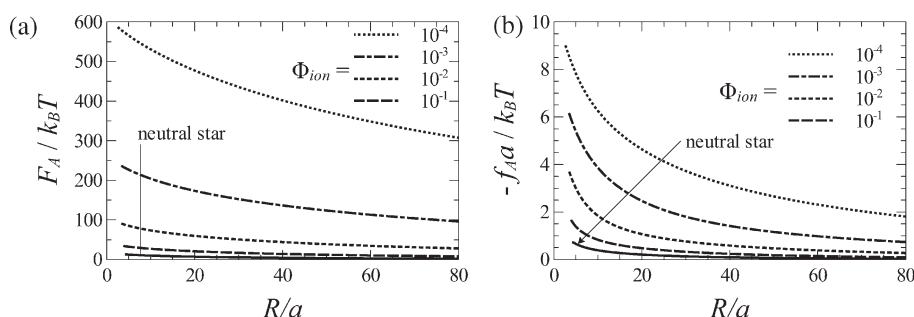 (a)
F_A / k_BT
600
500
400
300
200
100
0
0 20 40 60 80
R/a
Φ_ion =
10^-4
10^-3
10^-2
10^-1
neutral star
(b)
- f_A a / k_BT
10
8
6
4
2
0
0 20 40 60 80
R/a
Φ_ion =
10^-4
10^-3
10^-2
10^-1
neutral star